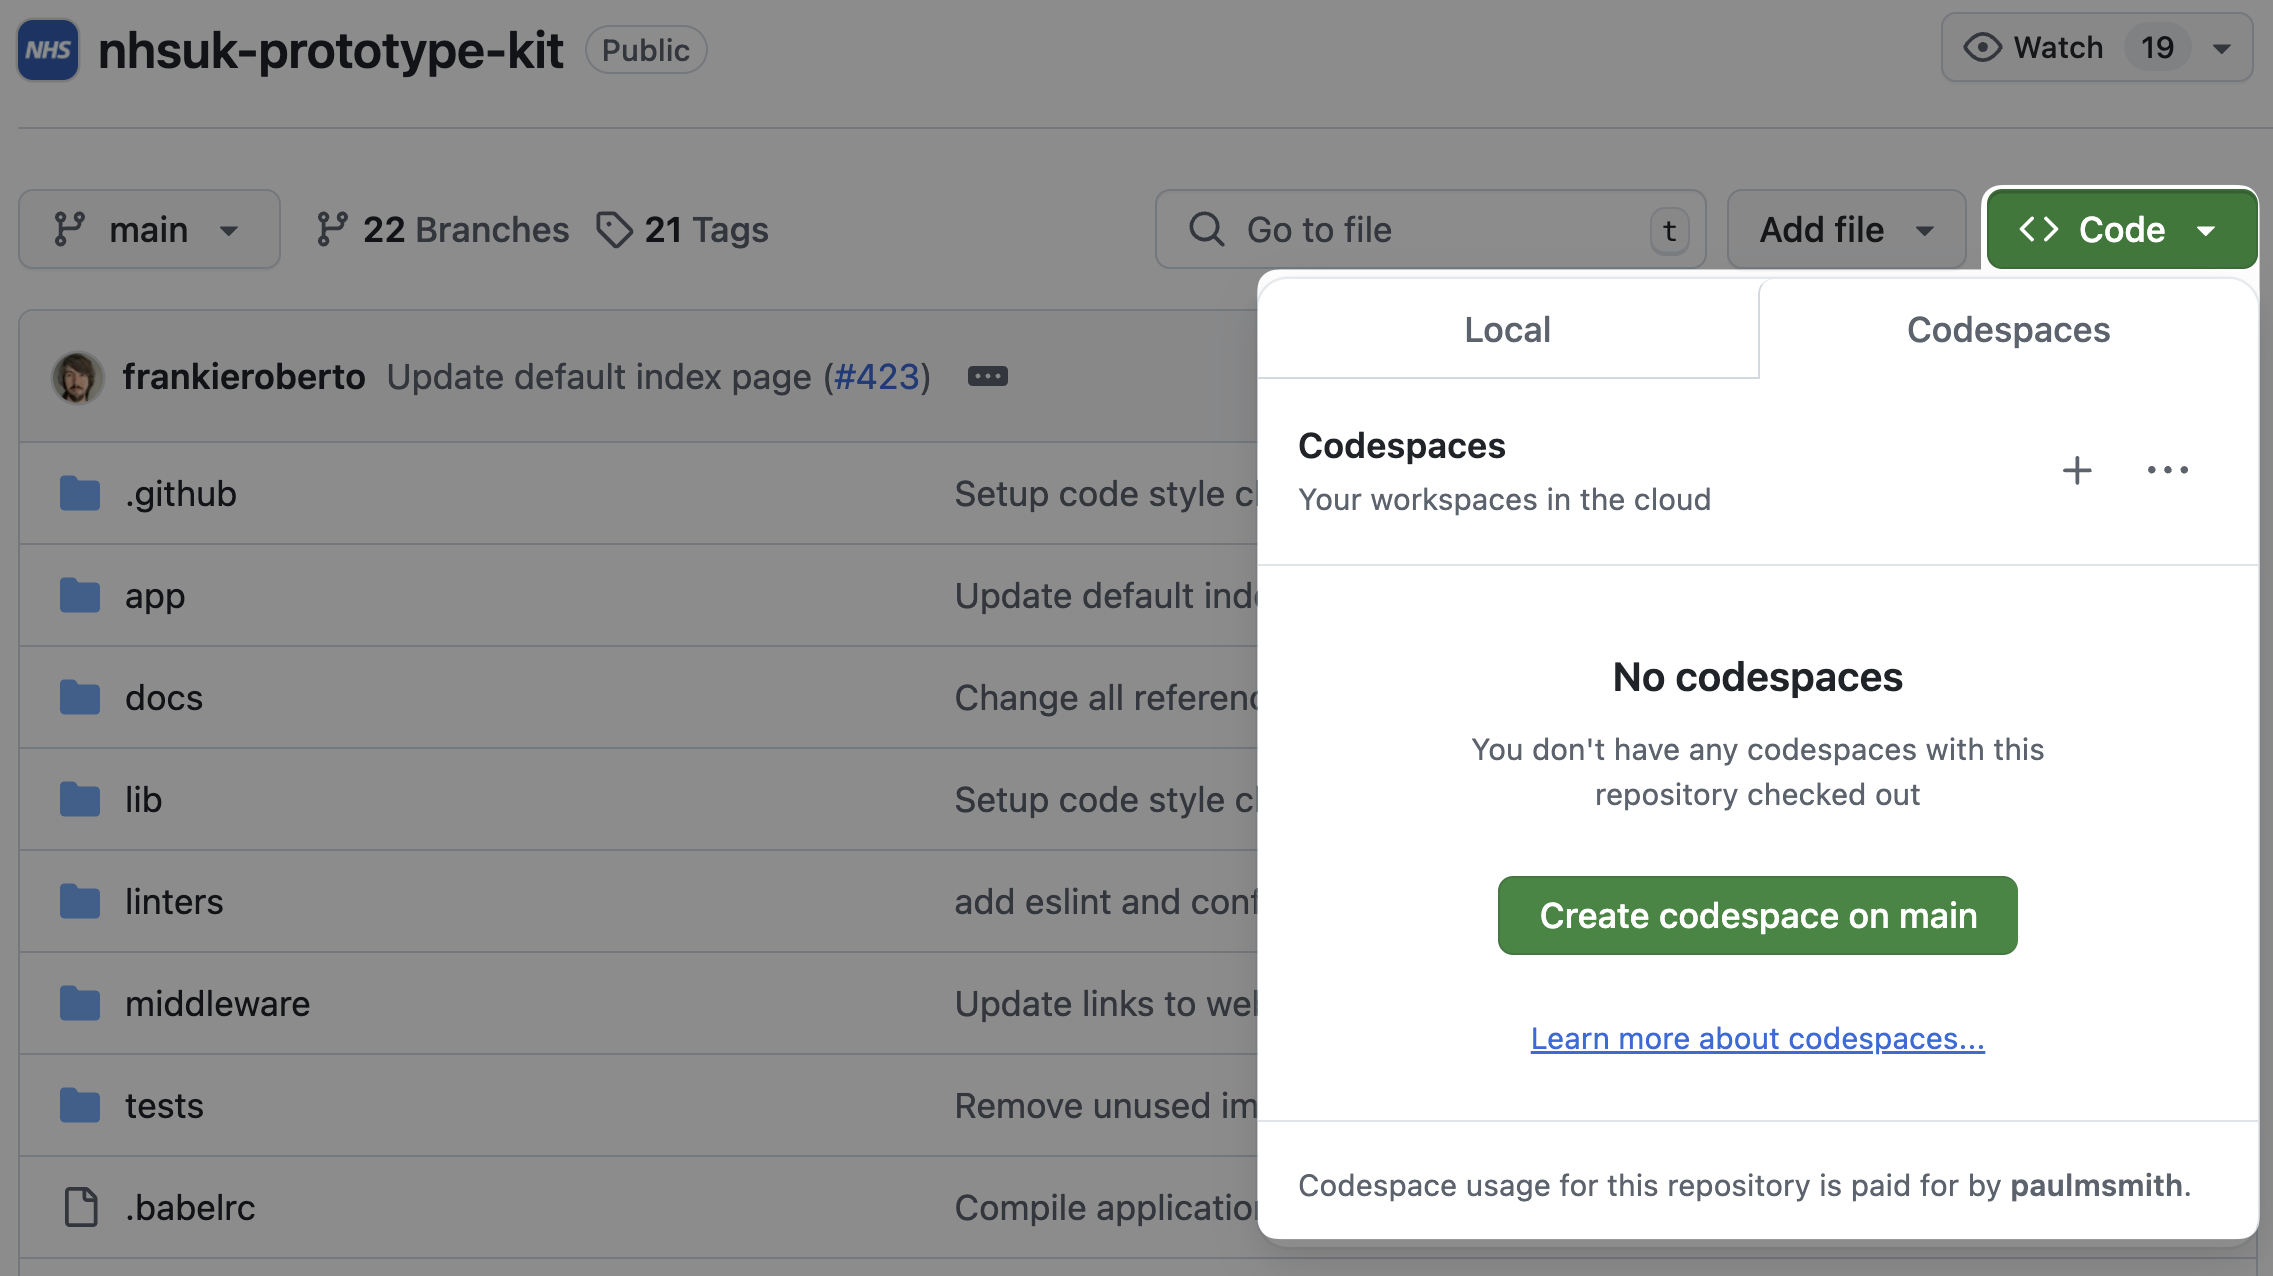 NHS nhsuk-prototype-kit Public Watch 19
main 22 Branches 21 Tags Go to file t Add file <> Code
Local Codespaces
frankieroberto Update default index page (#423)
Codespaces
Your workspaces in the cloud
.github Setup code style c
app Update default ind
No codespaces
docs Change all referen
You don't have any codespaces with this
repository checked out
lib Setup code style c
linters add eslint and conf
Create codespace on main
middleware Update links to we
Learn more about codespaces...
tests Remove unused im
Codespace usage for this repository is paid for by paulmsmith.
.babelrc Compile applicatio